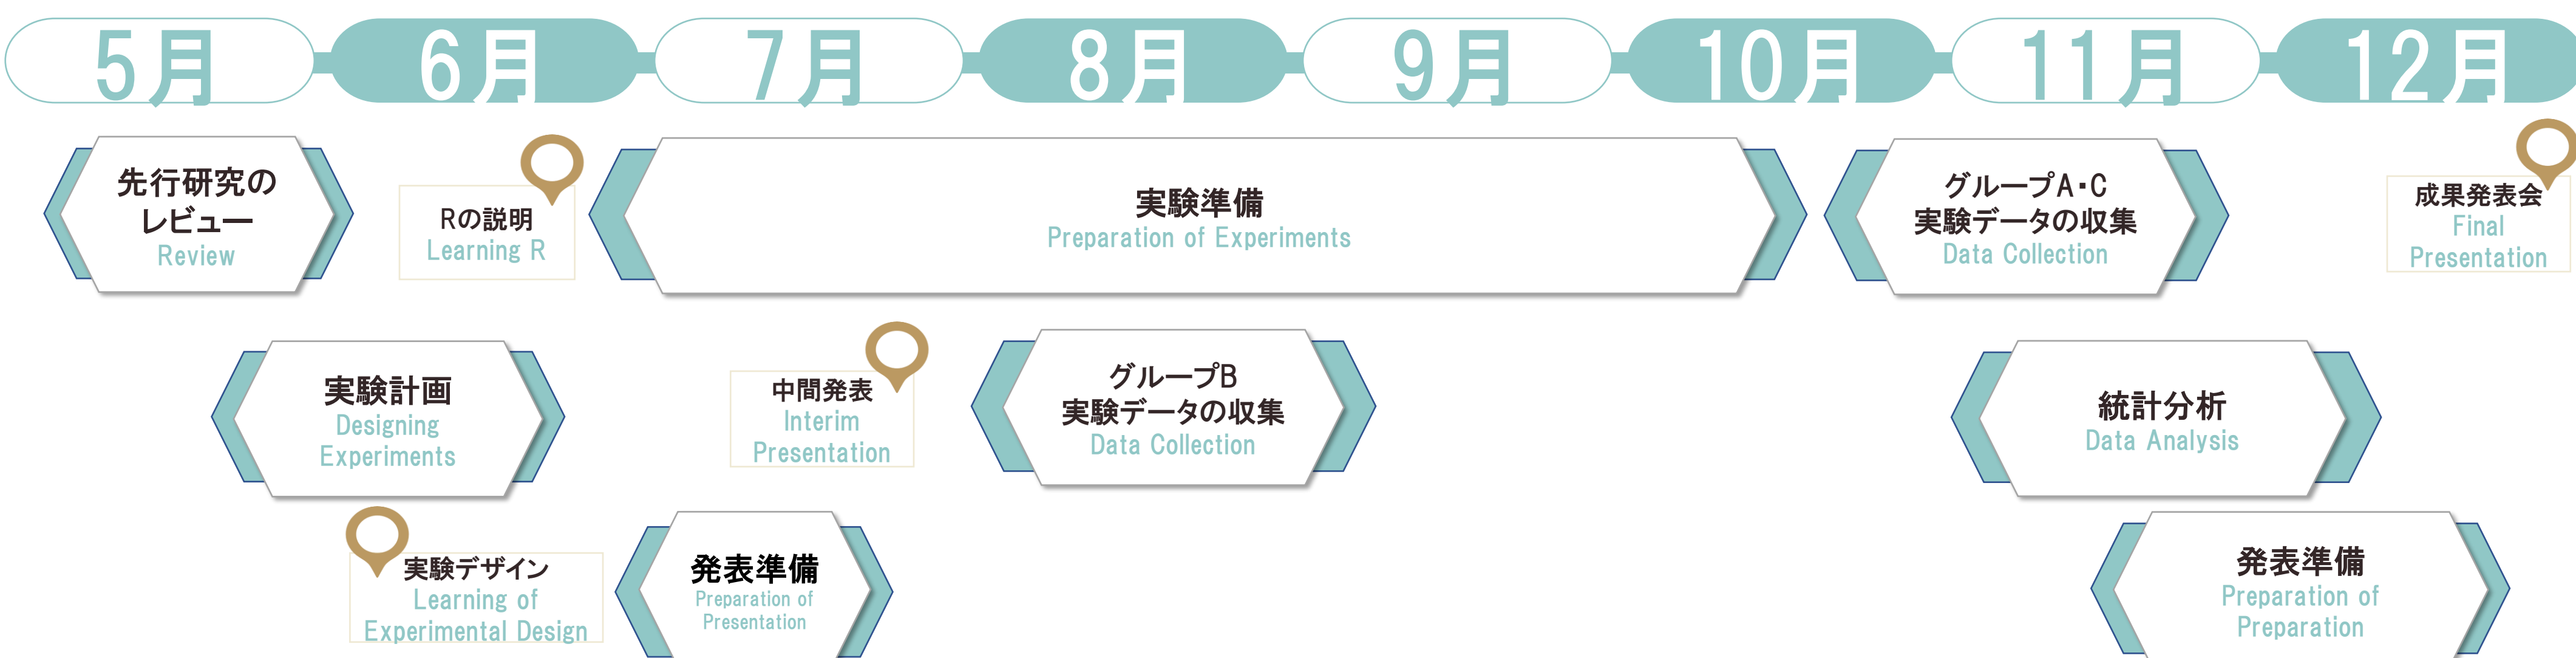 5月
6月
7月
8月
9月
10月
11月
12月
先行研究の
レビュー
Review
Rの説明
Learning R
実験準備
Preparation of Experiments
グループA・C
実験データの収集
Data Collection
成果発表会
Final
Presentation
実験計画
Designing
Experiments
中間発表
Interim
Presentation
グループB
実験データの収集
Data Collection
統計分析
Data Analysis
実験デザイン
Learning of
Experimental Design
発表準備
Preparation of
Presentation
発表準備
Preparation of
Preparation